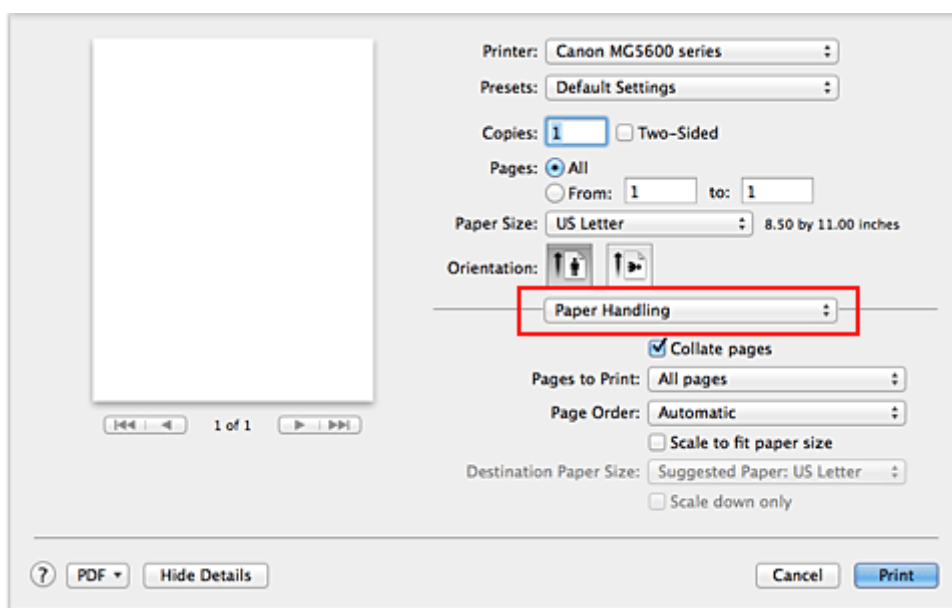 Printer: Canon MG5600 series
Presets: Default Settings
Copies: 1 Two-Sided
Pages: All
From: 1 to: 1
Paper Size: US Letter 8.50 by 11.00 inches
Orientation:
Paper Handling
Collate pages
Pages to Print: All pages
Page Order: Automatic
1 of 1
Scale to fit paper size
Destination Paper Size: Suggested Paper: US Letter
Scale down only
? PDF Hide Details Cancel Print